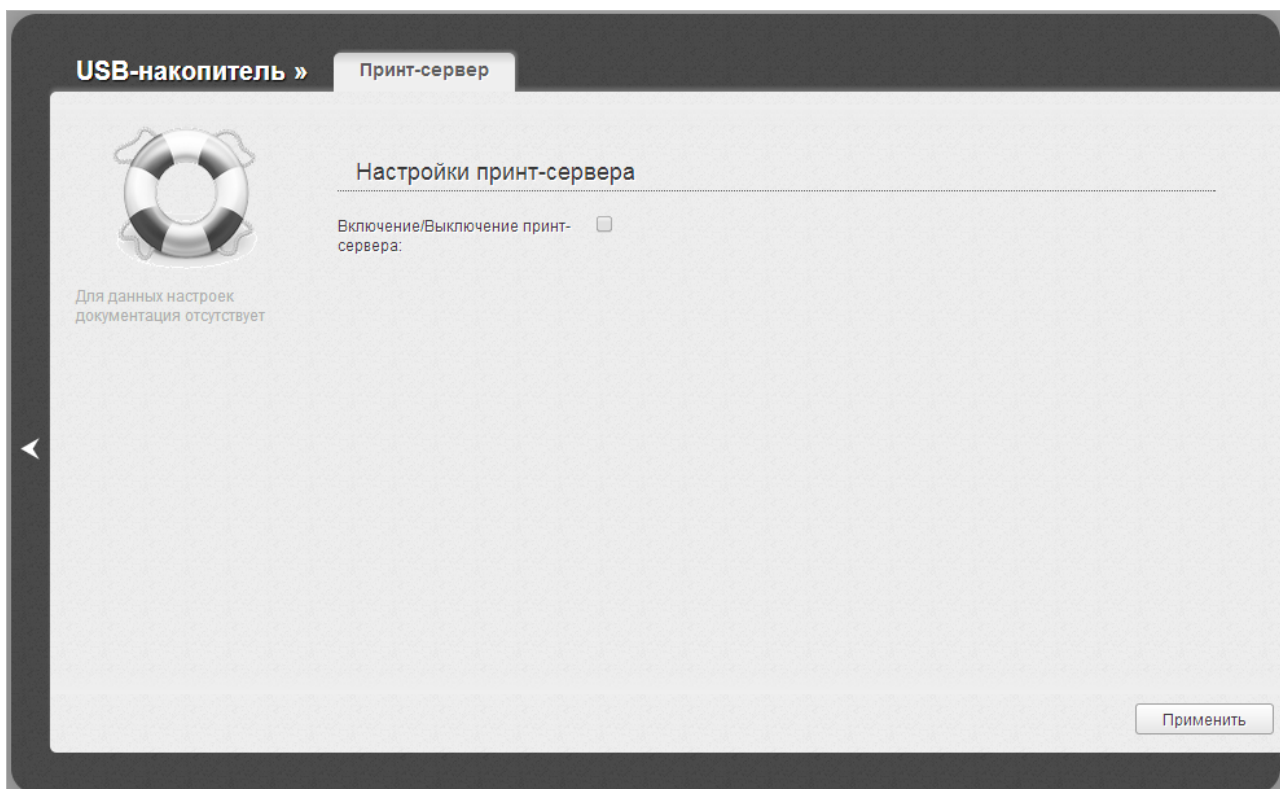 USB-накопитель »
Принт-сервер
Настройки принт-сервера
Включение/Выключение принт-
сервера:
Для данных настроек
документация отсутствует
Применить